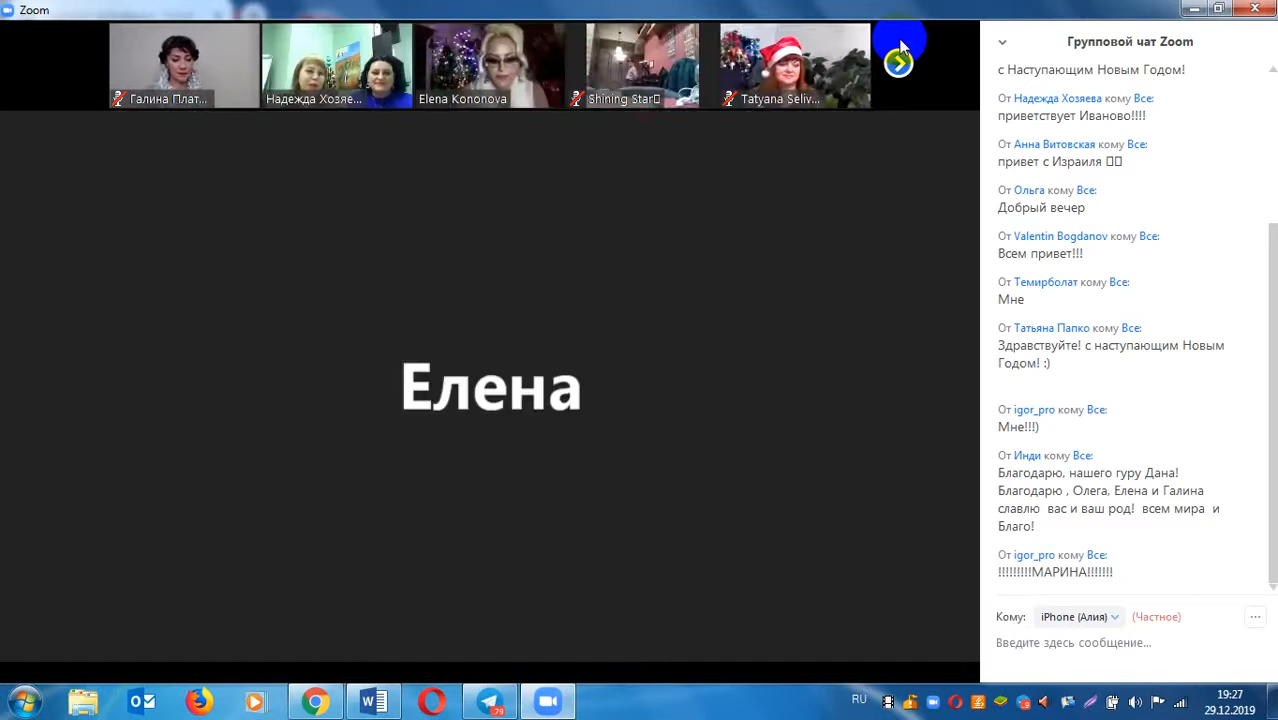 Zoom
Галина Плат...
Надежда Хозяе...
Elena Kononova
Shining Star
Tatyana Seliv...
Елена
Групповой чат Zoom
с Наступающим Новым Годом!
От Надежда Хозяева кому Все:
приветствует Иваново!!!!
От Анна Витовская кому Все:
привет с Израиля
От Ольга кому Все:
Добрый вечер
От Valentin Bogdanov кому Все:
Всем привет!!!
От Темирболат кому Все:
Мне
От Татьяна Папко кому Все:
Здравствуйте! с наступающим Новым
Годом! :)
От igor_pro кому Все:
Мне!!!)
От Инди кому Все:
Благодарю, нашего гуру Дана!
Благодарю , Олега, Елена и Галина
славлю вас и ваш род! всем мира и
Благо!
От igor_pro кому Все:
!!!!!!!!!МАРИНА!!!!!!!
Кому: iPhone (Алия) (Частное)
...
Введите здесь сообщение...
79
RU
19:27
29.12.2019